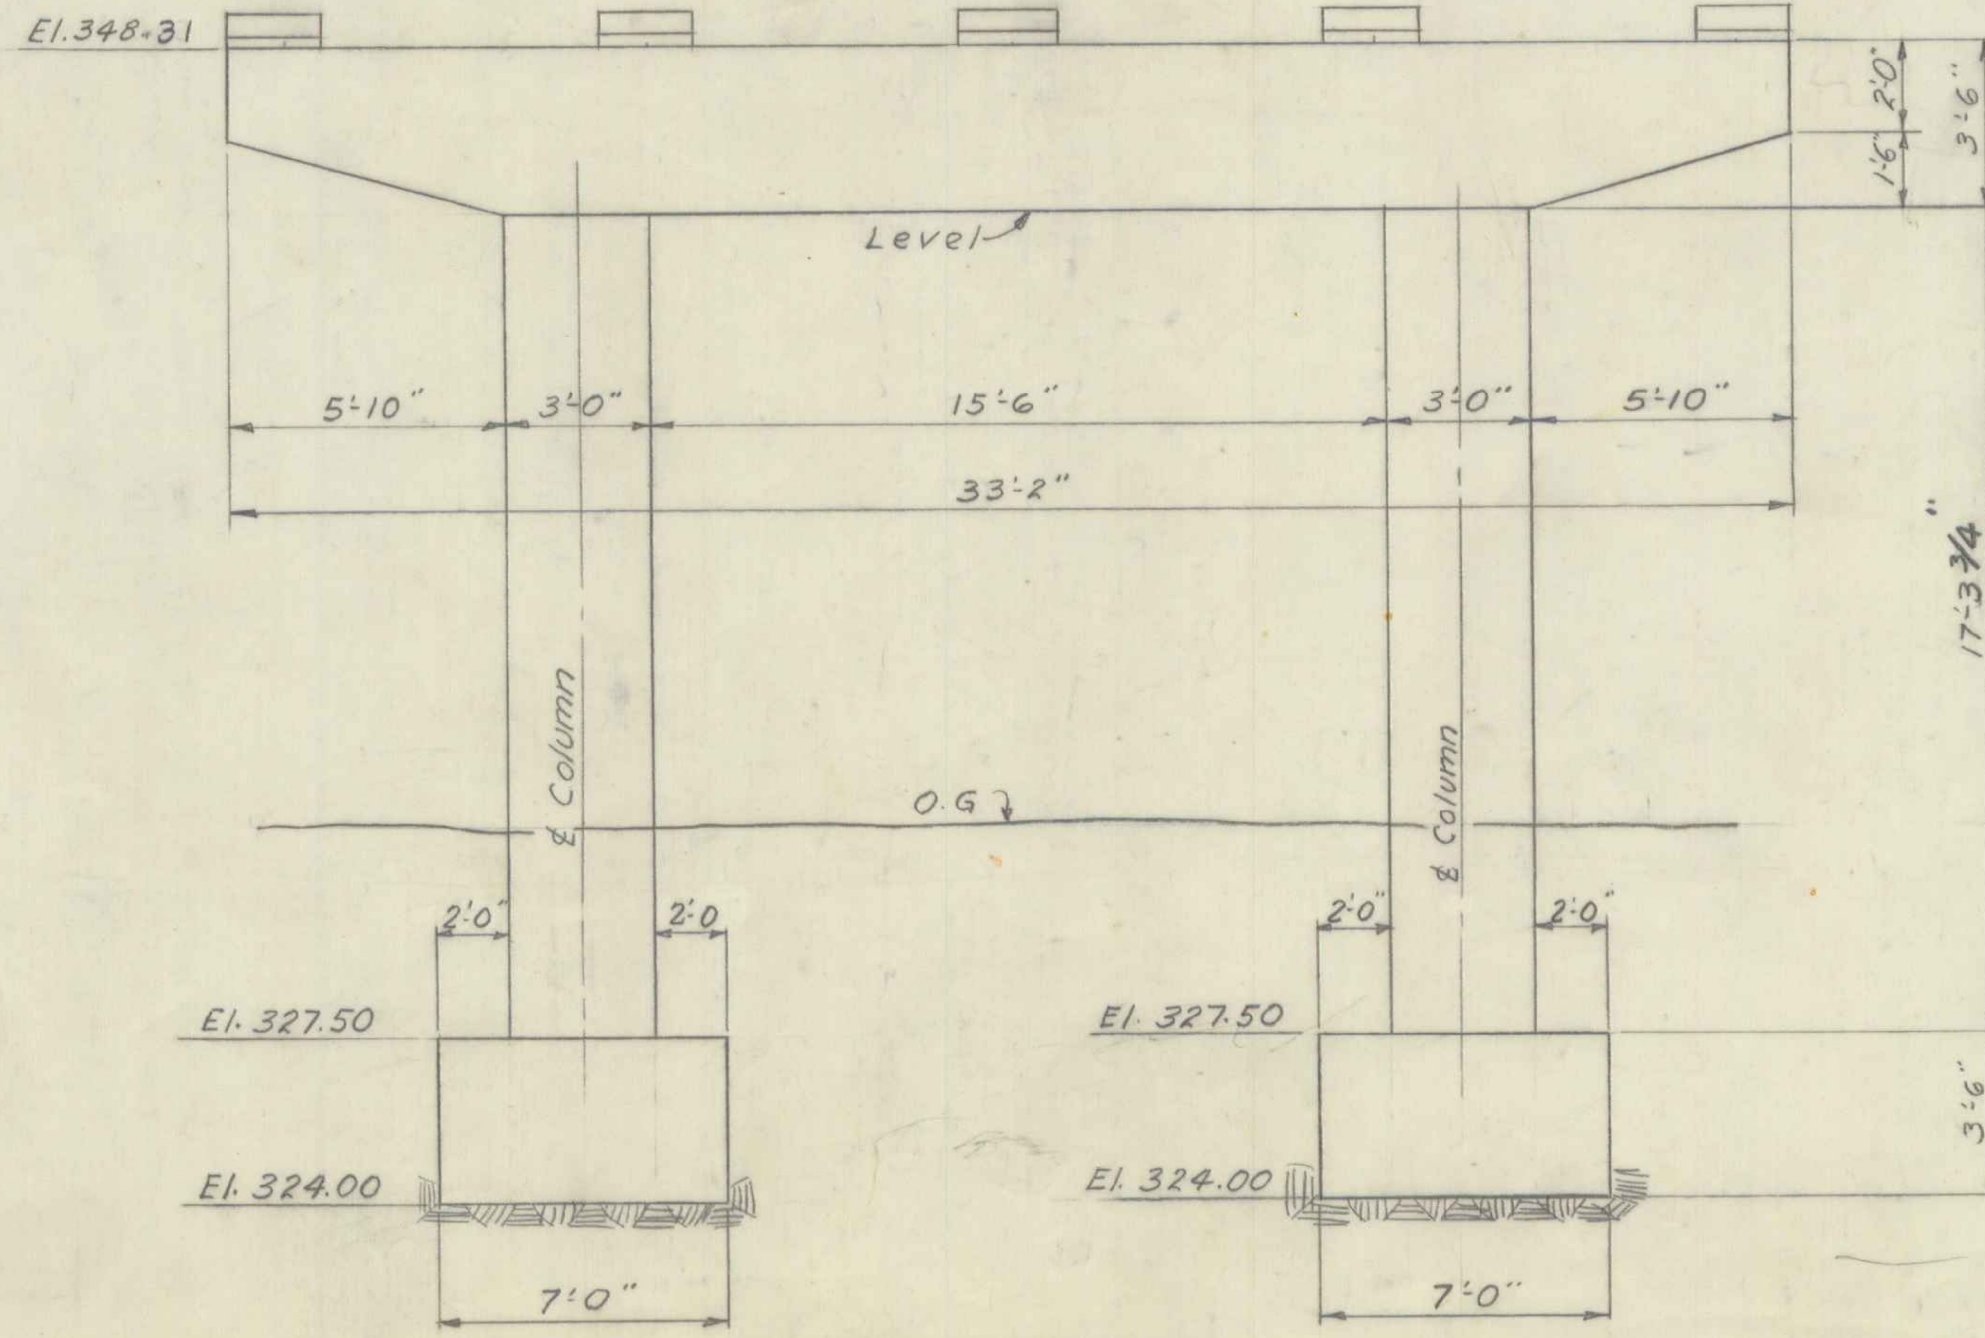 El. 348.31
2'-0"
1'-6"
3'-6"
Level
5'-10"
3'-0"
15'-6"
3'-0"
5'-10"
33'-2"
17'-3 3/4"
℄ Column
℄ Column
O.G
2'-0"
2'-0
2'-0"
2'-0"
El. 327.50
El. 327.50
3'-6"
El. 324.00
El. 324.00
7'-0"
7'-0"